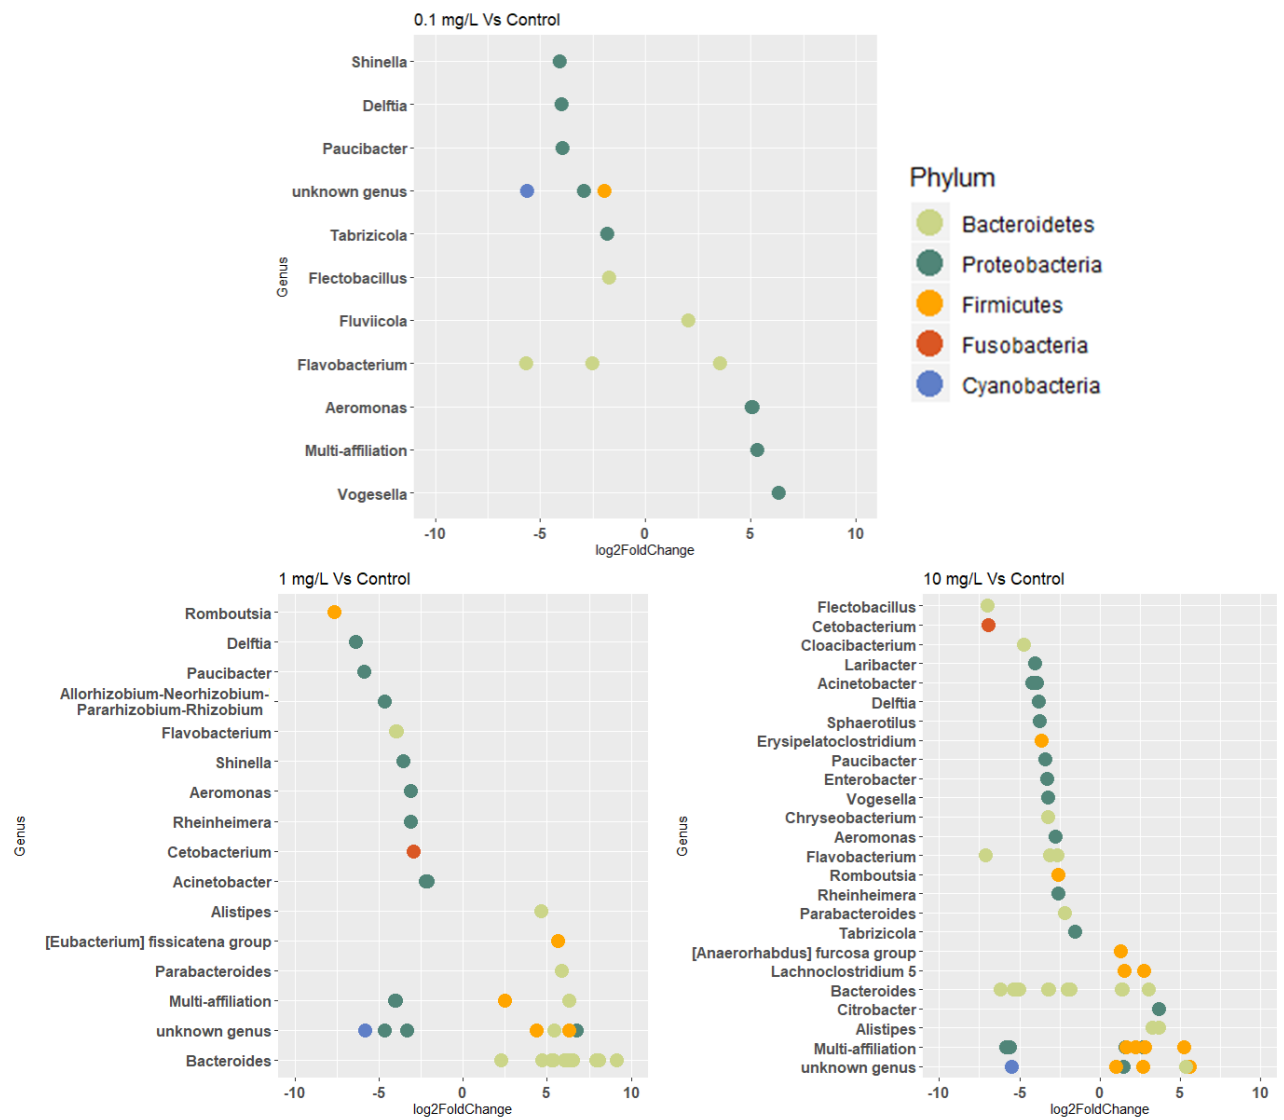 0.1 mg/L Vs Control
Genus
Shinella
Delftia
Paucibacter
unknown genus
Tabrizicola
Flectobacillus
Fluviicola
Flavobacterium
Aeromonas
Multi-affiliation
Vogesella
-10 -5 0 5 10
log2FoldChange
Phylum
Bacteroidetes
Proteobacteria
Firmicutes
Fusobacteria
Cyanobacteria
1 mg/L Vs Control
Genus
Romboutsia
Delftia
Paucibacter
Allorhizobium-Neorhizobium-
Pararhizobium-Rhizobium
Flavobacterium
Shinella
Aeromonas
Rheinheimera
Cetobacterium
Acinetobacter
Alistipes
[Eubacterium] fissicatena group
Parabacteroides
Multi-affiliation
unknown genus
Bacteroides
-10 -5 0 5 10
log2FoldChange
10 mg/L Vs Control
Genus
Flectobacillus
Cetobacterium
Cloacibacterium
Laribacter
Acinetobacter
Delftia
Sphaerotilus
Erysipelatoclostridium
Paucibacter
Enterobacter
Vogesella
Chryseobacterium
Aeromonas
Flavobacterium
Romboutsia
Rheinheimera
Parabacteroides
Tabrizicola
[Anaerorhabdus] furcosa group
Lachnoclostridium 5
Bacteroides
Citrobacter
Alistipes
Multi-affiliation
unknown genus
-10 -5 0 5 10
log2FoldChange